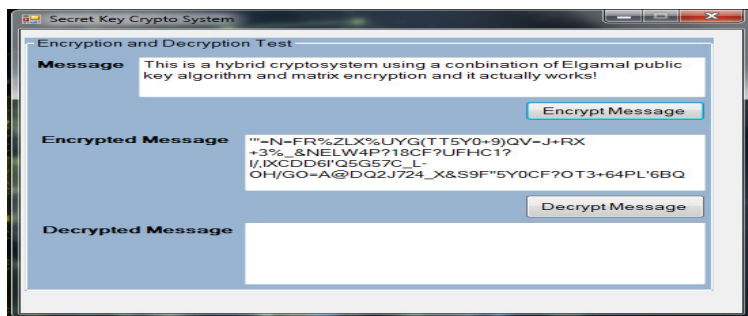 Secret Key Crypto System
Encryption and Decryption Test
Message
This is a hybrid cryptosystem using a conbination of Elgamal public
key algorithm and matrix encryption and it actually works!
Encrypt Message
Encrypted Message
'"=N=FR%ZLX%UYG(TT5Y0+9)QV=J+RX
+3%_&NELW4P?18CF?UFHC1?
I/,IXCDD6I'Q5G57C_L-
OH/GO=A@DQ2J724_X&S9F"5Y0CF?OT3+64PL'6BQ
Decrypt Message
Decrypted Message